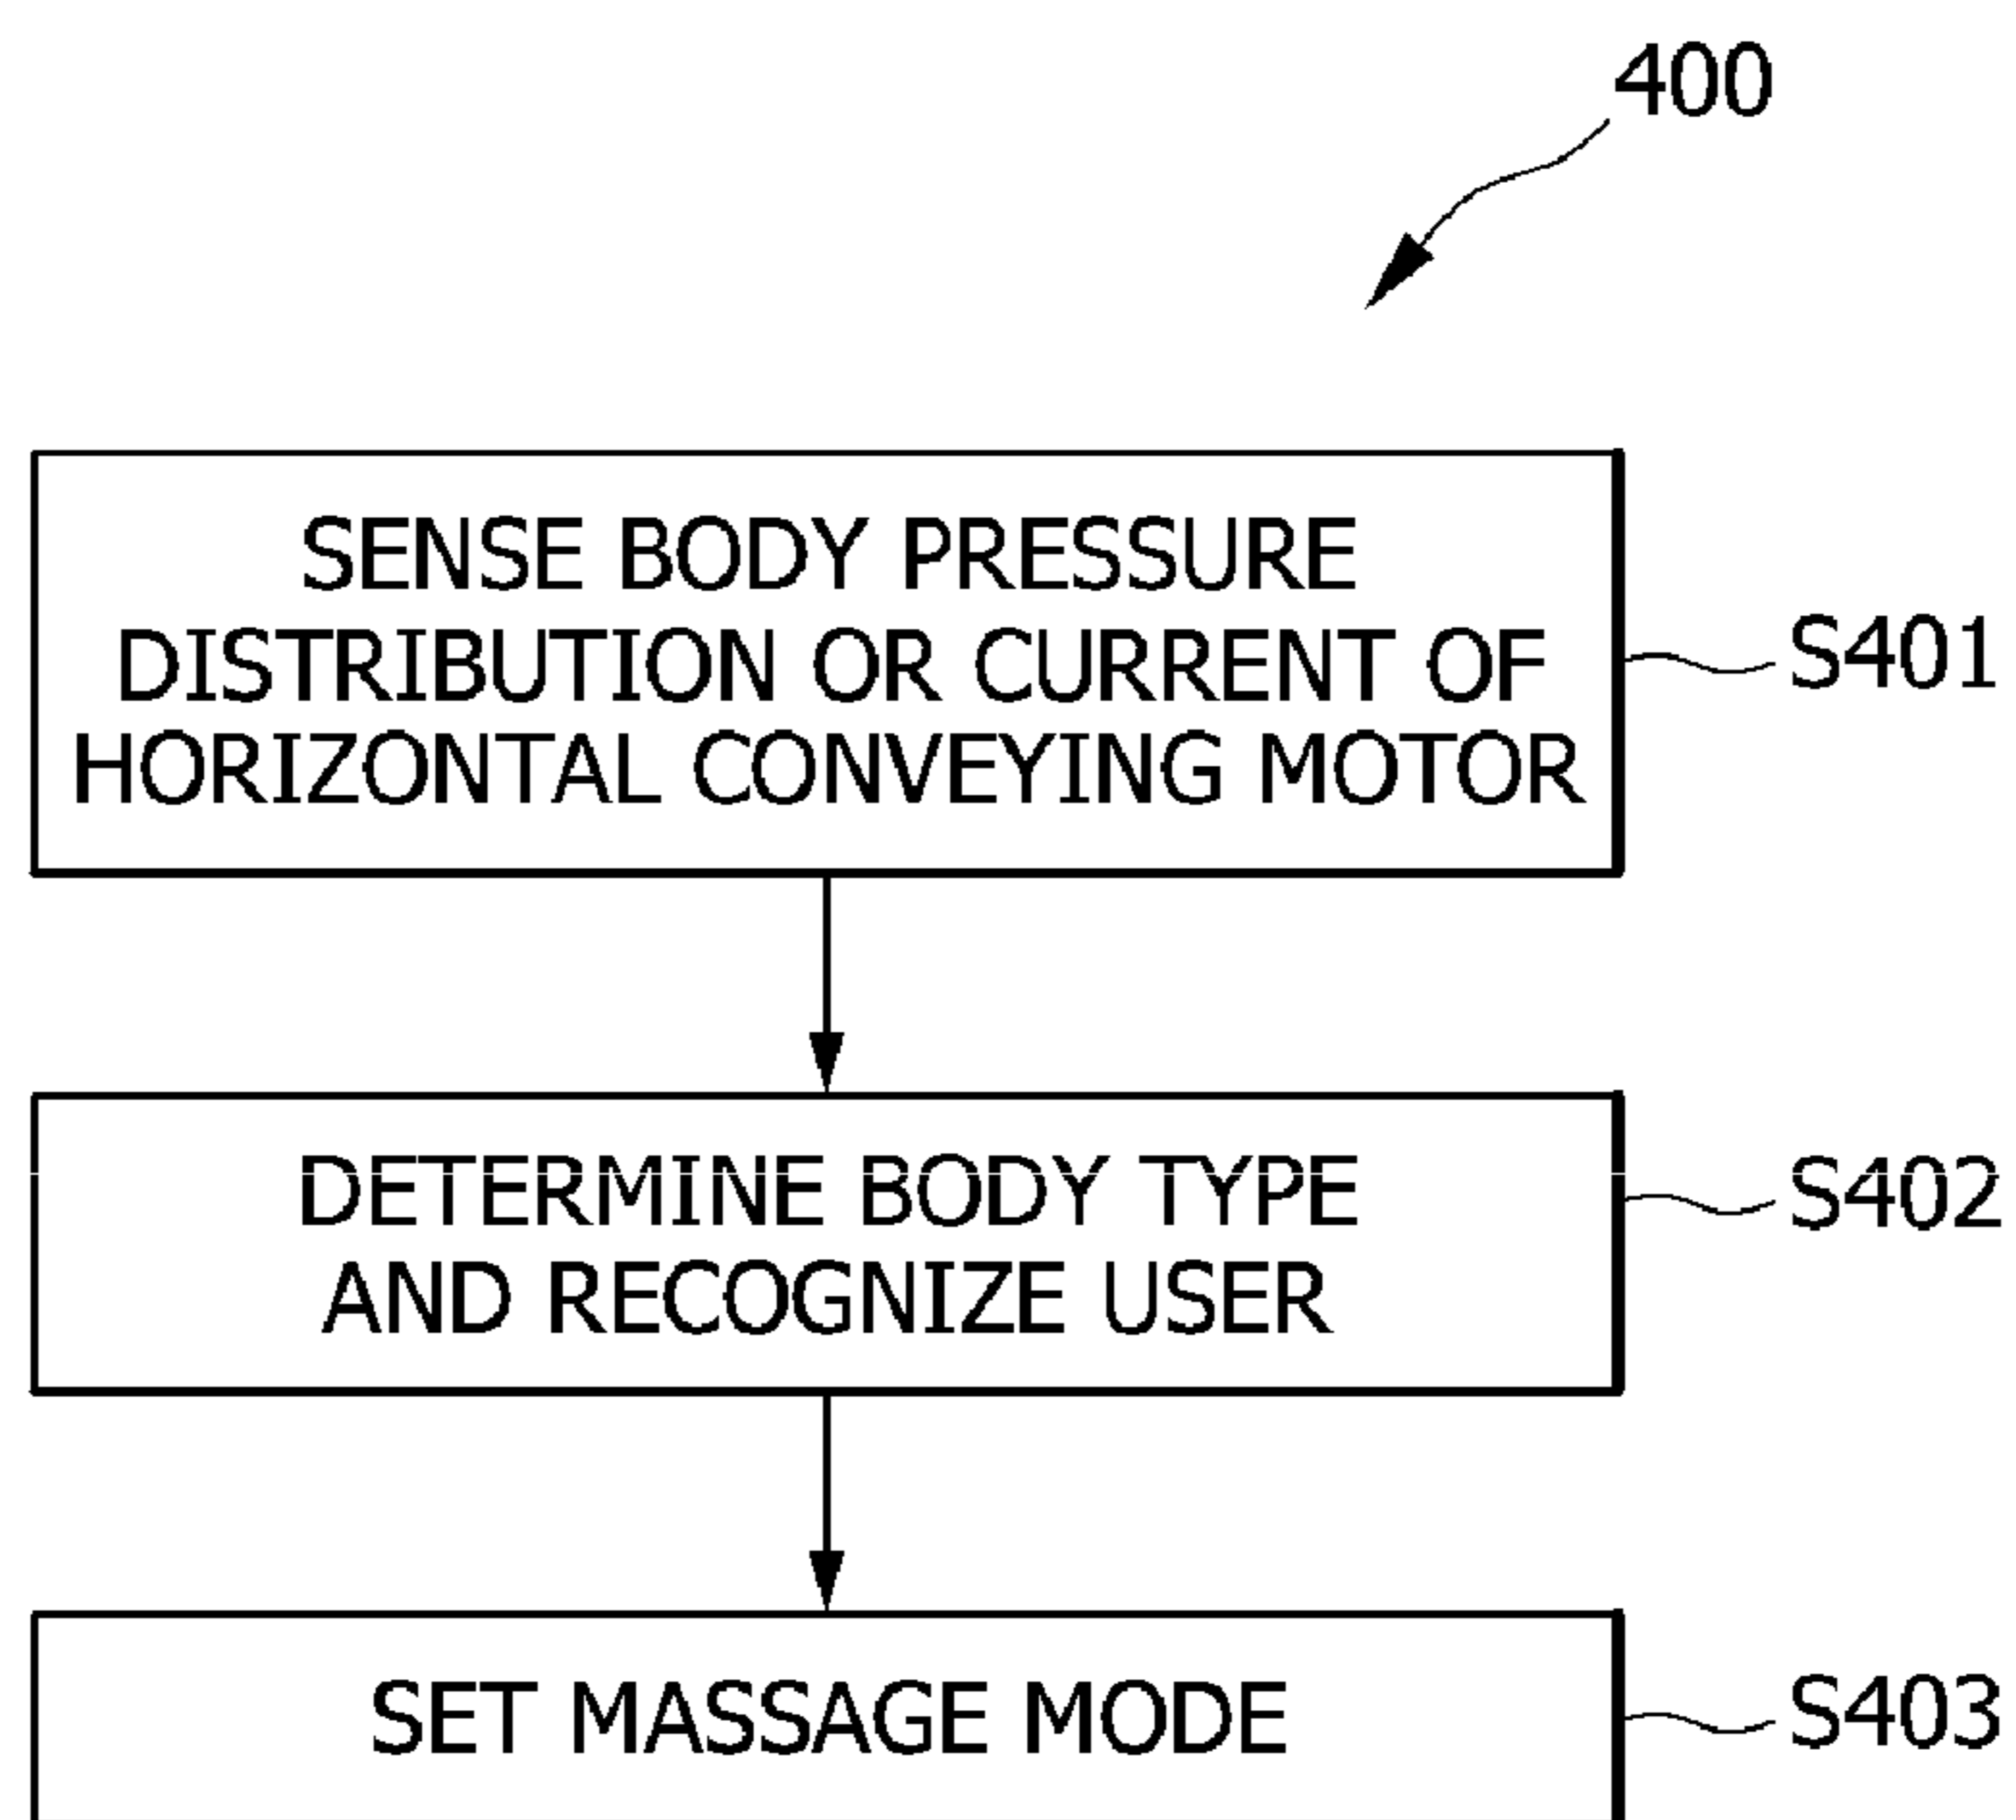 400
SENSE BODY PRESSURE
DISTRIBUTION OR CURRENT OF
HORIZONTAL CONVEYING MOTOR
S401
DETERMINE BODY TYPE
AND RECOGNIZE USER
S402
SET MASSAGE MODE
S403